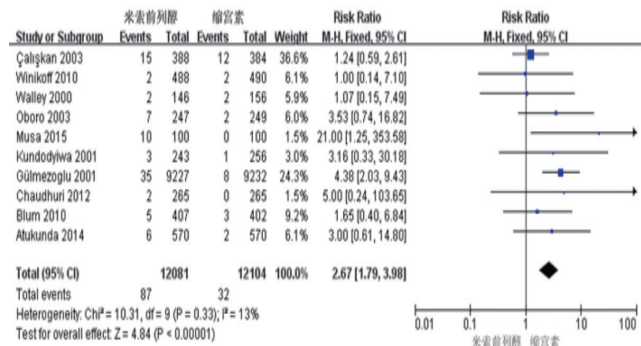 米索前列醇 缩宫素 Risk Ratio Risk Ratio
Study or Subgroup Events Total Events Total Weight M-H, Fixed, 95% CI M-H, Fixed, 95% CI
Çalışkan 2003 15 388 12 384 36.6% 1.24 [0.59, 2.61]
Winikoff 2010 2 488 2 490 6.1% 1.00 [0.14, 7.10]
Walley 2000 2 146 2 156 5.9% 1.07 [0.15, 7.49]
Oboro 2003 7 247 2 249 6.1% 3.53 [0.74, 16.82]
Musa 2015 10 100 0 100 1.5% 21.00 [1.25, 353.58]
Kundodyiwa 2001 3 243 1 256 3.0% 3.16 [0.33, 30.18]
Gülmezoglu 2001 35 9227 8 9232 24.3% 4.38 [2.03, 9.43]
Chaudhuri 2012 2 265 0 265 1.5% 5.00 [0.24, 103.65]
Blum 2010 5 407 3 402 9.2% 1.65 [0.40, 6.84]
Atukunda 2014 6 570 2 570 6.1% 3.00 [0.61, 14.80]
Total (95% CI) 12081 12104 100.0% 2.67 [1.79, 3.98]
Total events 87 32
Heterogeneity: Chi² = 10.31, df = 9 (P = 0.33); I² = 13%
Test for overall effect: Z = 4.84 (P < 0.00001)
0.01 0.1 1 10 100
米索前列醇 缩宫素